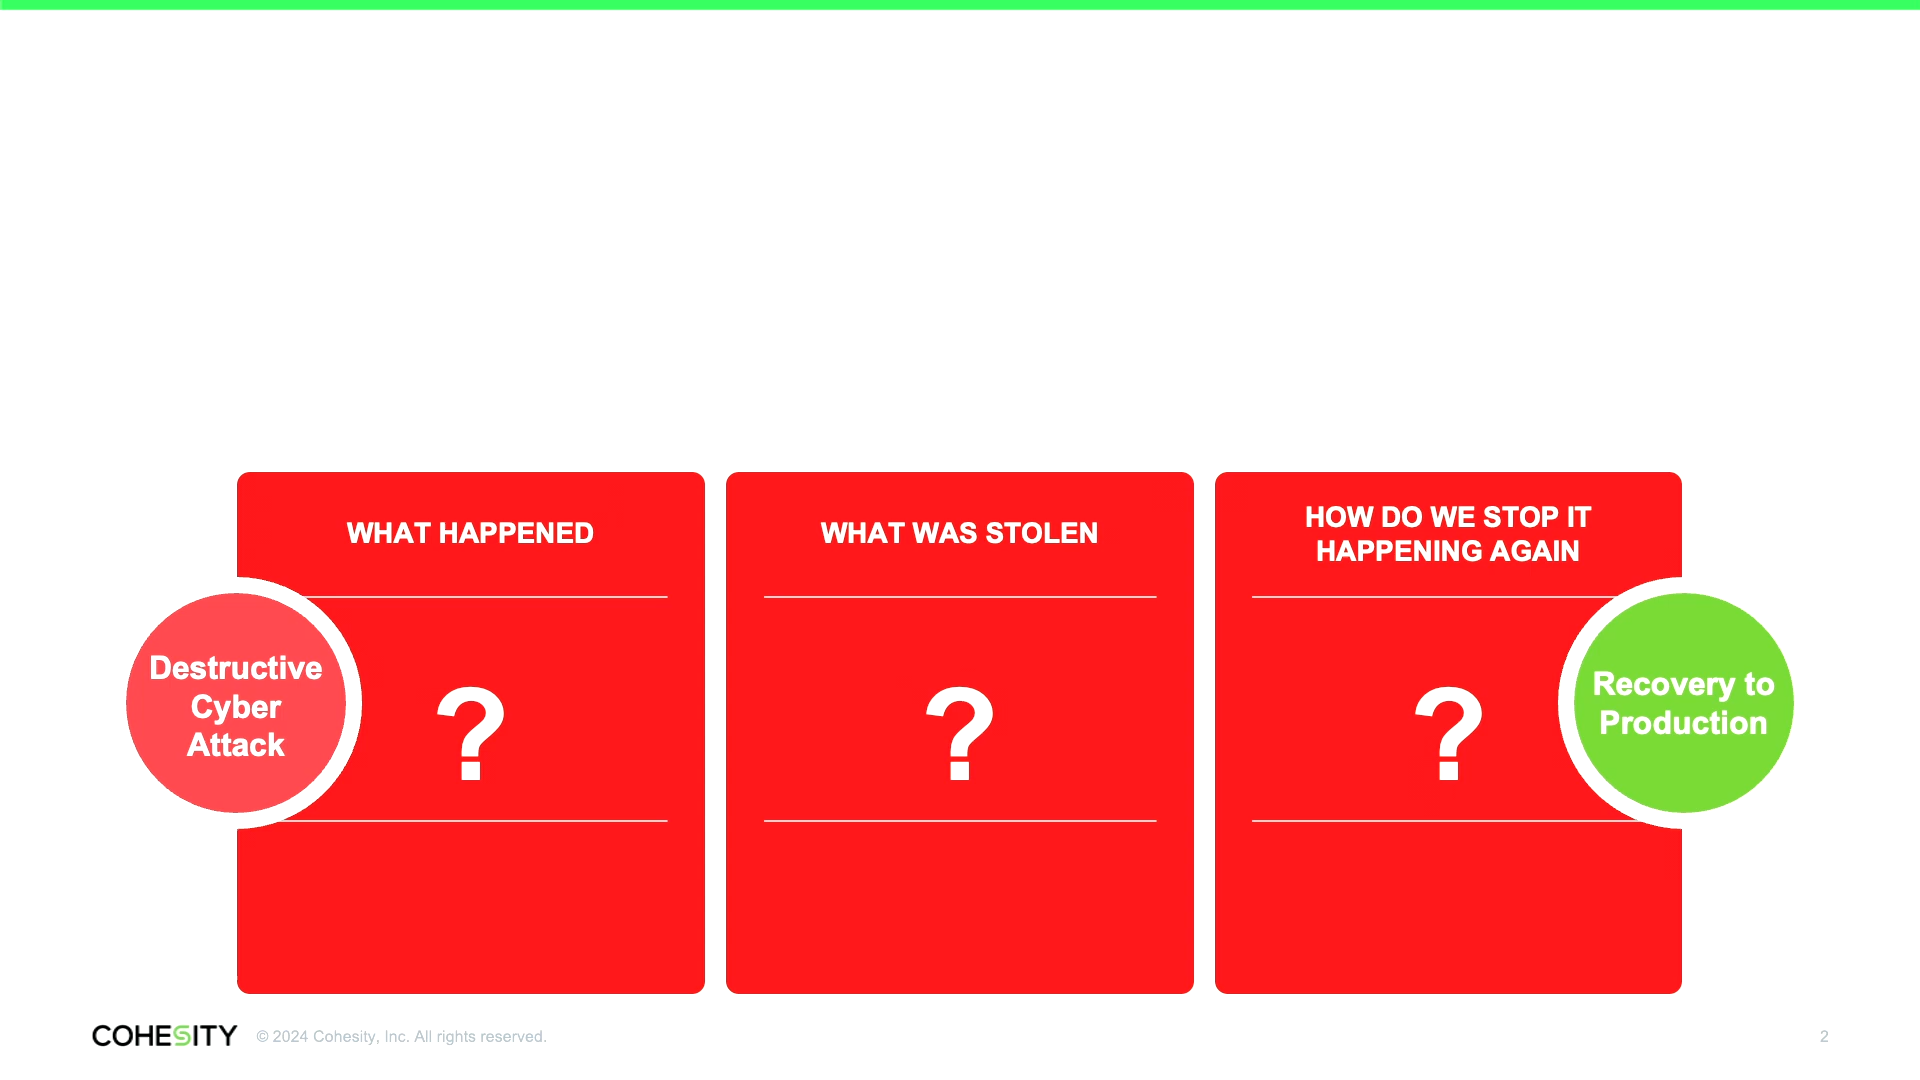 WHAT HAPPENED
WHAT WAS STOLEN
HOW DO WE STOP IT
HAPPENING AGAIN
Destructive
Cyber
Attack
?
?
?
Recovery to
Production
COHESITY
© 2024 Cohesity, Inc. All rights reserved.
2